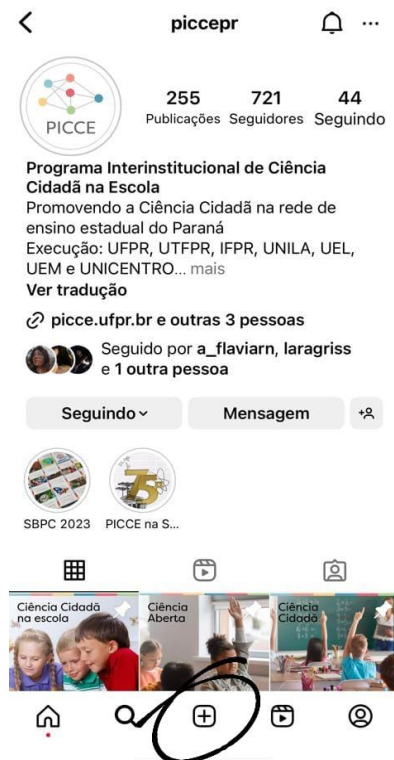 piccepr
PICCE
255 721 44
Publicações Seguidores Seguindo
Programa Interinstitucional de Ciência
Cidadã na Escola
Promovendo a Ciência Cidadã na rede de
ensino estadual do Paraná
Execução: UFPR, UTFPR, IFPR, UNILA, UEL,
UEM e UNICENTRO... mais
Ver tradução
picce.ufpr.br e outras 3 pessoas
Seguido por a_flaviarn, laragriss
e 1 outra pessoa
Seguindo Mensagem
SBPC 2023 PICCE na S...
Ciência Cidadã
na escola
Ciência
Aberta
Ciência
Cidadã